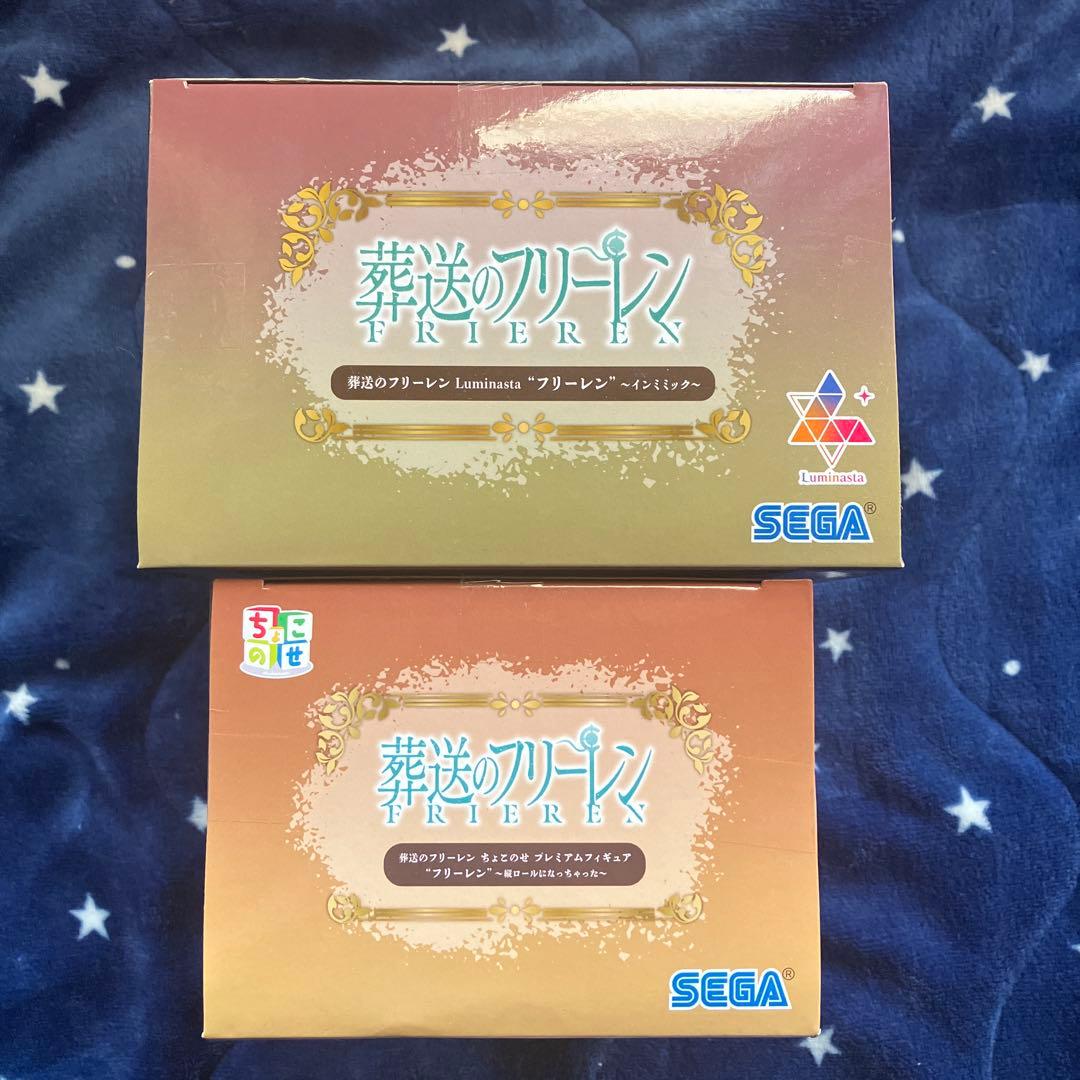 葬送のフリーレン
FRIEREN
葬送のフリーレン Luminasta “フリーレン” ～インミミック～
Luminasta
SEGA®
ちょこ
のせ
葬送のフリーレン
FRIEREN
葬送のフリーレン ちょこのせ プレミアムフィギュア
“フリーレン” ～縦ロールになっちゃった～
SEGA®